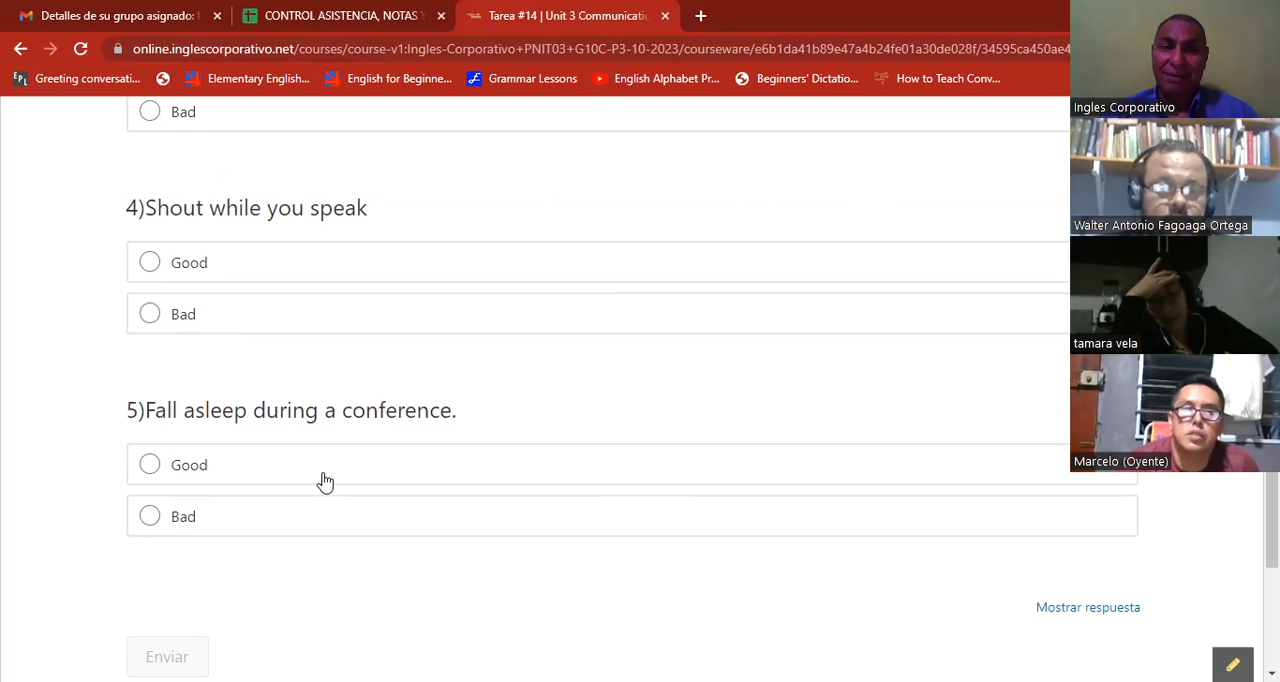 Detalles de su grupo asignado:
CONTROL ASISTENCIA, NOTAS Y
Tarea #14 | Unit 3 Communicatio
online.inglescorporativo.net/courses/course-v1:Ingles-Corporativo+PNIT03+G10C-P3-10-2023/courseware/e6b1da41b89e47a4b24fe01a30de028f/34595ca450ae4
Greeting conversati...
Elementary English...
English for Beginne...
Grammar Lessons
English Alphabet Pr...
Beginners' Dictatio...
How to Teach Conv...
Bad
4)Shout while you speak
Good
Bad
5)Fall asleep during a conference.
Good
Bad
Mostrar respuesta
Enviar
Ingles Corporativo
Walter Antonio Fagoaga Ortega
tamara vela
Marcelo (Oyente)